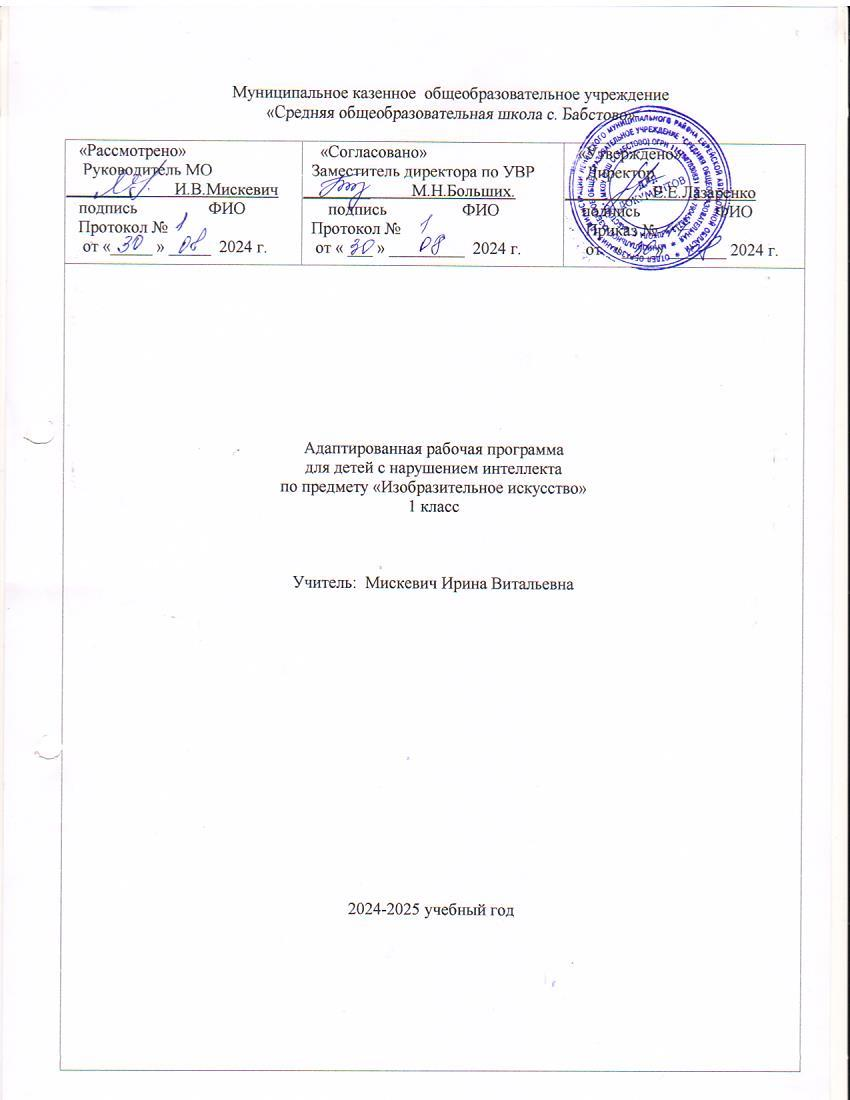 Муниципальное казенное общеобразовательное учреждение
«Средняя общеобразовательная школа с. Бабстово»
«Рассмотрено»
Руководитель МО
И.В.Мискевич
подпись ФИО
Протокол № 1
от « 30 » 08 2024 г.
«Согласовано»
Заместитель директора по УВР
М.Н.Больших.
подпись ФИО
Протокол № 1
от « 30 » 08 2024 г.
«Утверждено»
Директор
В.Е.Лазаренко
подпись ФИО
Приказ №
от 2024 г.
ДЛЯ ДОКУМЕНТОВ
Адаптированная рабочая программа
для детей с нарушением интеллекта
по предмету «Изобразительное искусство»
1 класс
Учитель: Мискевич Ирина Витальевна
2024-2025 учебный год